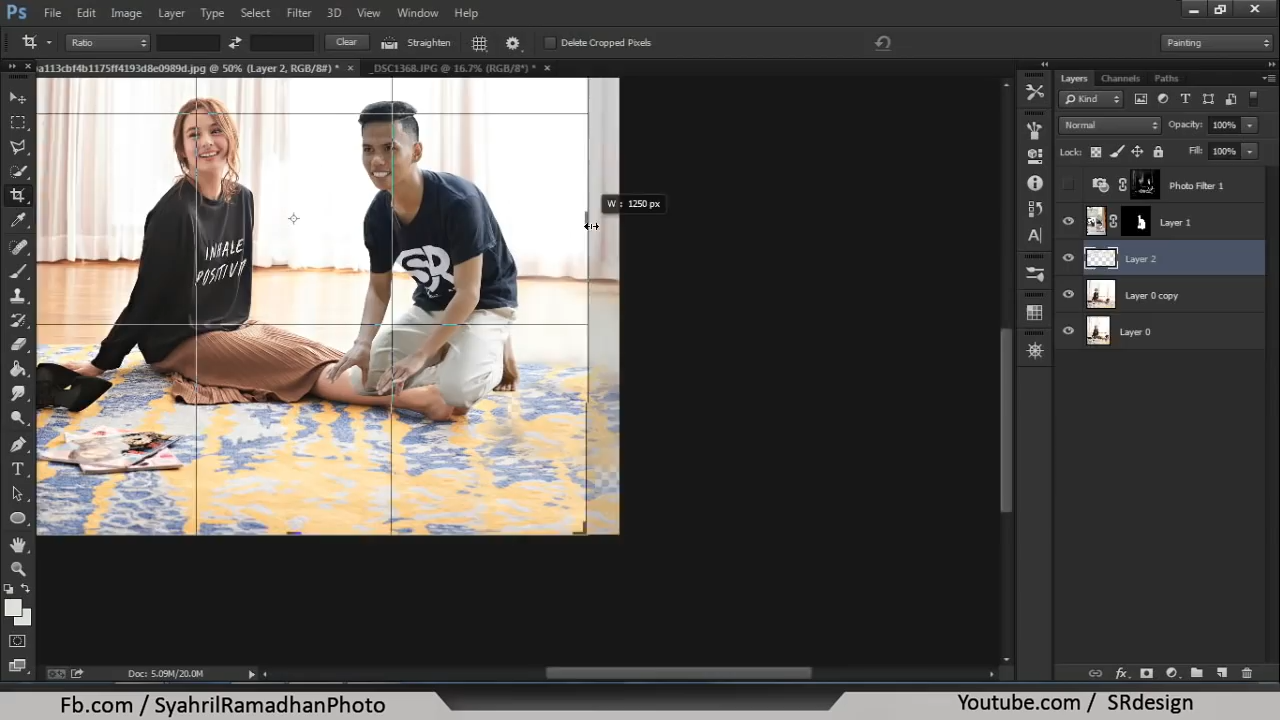 Ps File Edit Image Layer Type Select Filter 3D View Window Help
Ratio Clear Straighten Delete Cropped Pixels Painting
ba113cbf4b1175ff4193d8e0989d.jpg @ 50% (Layer 2, RGB/8#) * × _DSC1368.JPG @ 16.7% (RGB/8*) * ×
Layers Channels Paths
Kind
Normal Opacity: 100%
Lock: Fill: 100%
Photo Filter 1
W : 1250 px
Layer 1
INHALE
POSITIVIT
SR
Layer 2
Layer 0 copy
Layer 0
Doc: 5.09M/20.0M
Fb.com / SyahrilRamadhanPhoto
Youtube.com / SRdesign